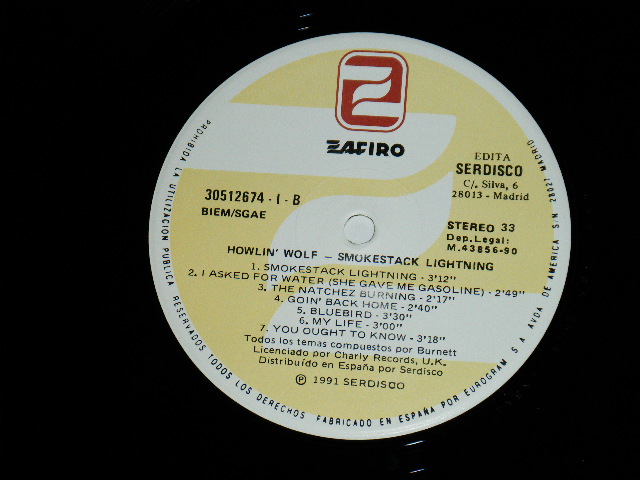 ZAFIRO
EDITA
SERDISCO
C/. Silva, 6
28013 - Madrid
30512674 - I - B
BIEM/SGAE
STEREO 33
Dep. Legal:
M. 43856-90
HOWLIN' WOLF - SMOKESTACK LIGHTNING
1. SMOKESTACK LIGHTNING - 3'12"
2. I ASKED FOR WATER (SHE GAVE ME GASOLINE) - 2'49"
3. THE NATCHEZ BURNING - 2'17"
4. GOIN' BACK HOME - 2'40"
5. BLUEBIRD - 3'30"
6. MY LIFE - 3'00"
7. YOU OUGHT TO KNOW - 3'18"
Todos los temas compuestos por Burnett
Licenciado por Charly Records, U.K.
Distribuído en España por Serdisco
℗ 1991 SERDISCO
PROHIBIDA LA UTILIZACION PUBLICA RESERVADOS TODOS LOS DERECHOS FABRICADO EN ESPAÑA POR EUROGRAM S.A. AVDA DE AMERICA S.N. 28027 MADRID